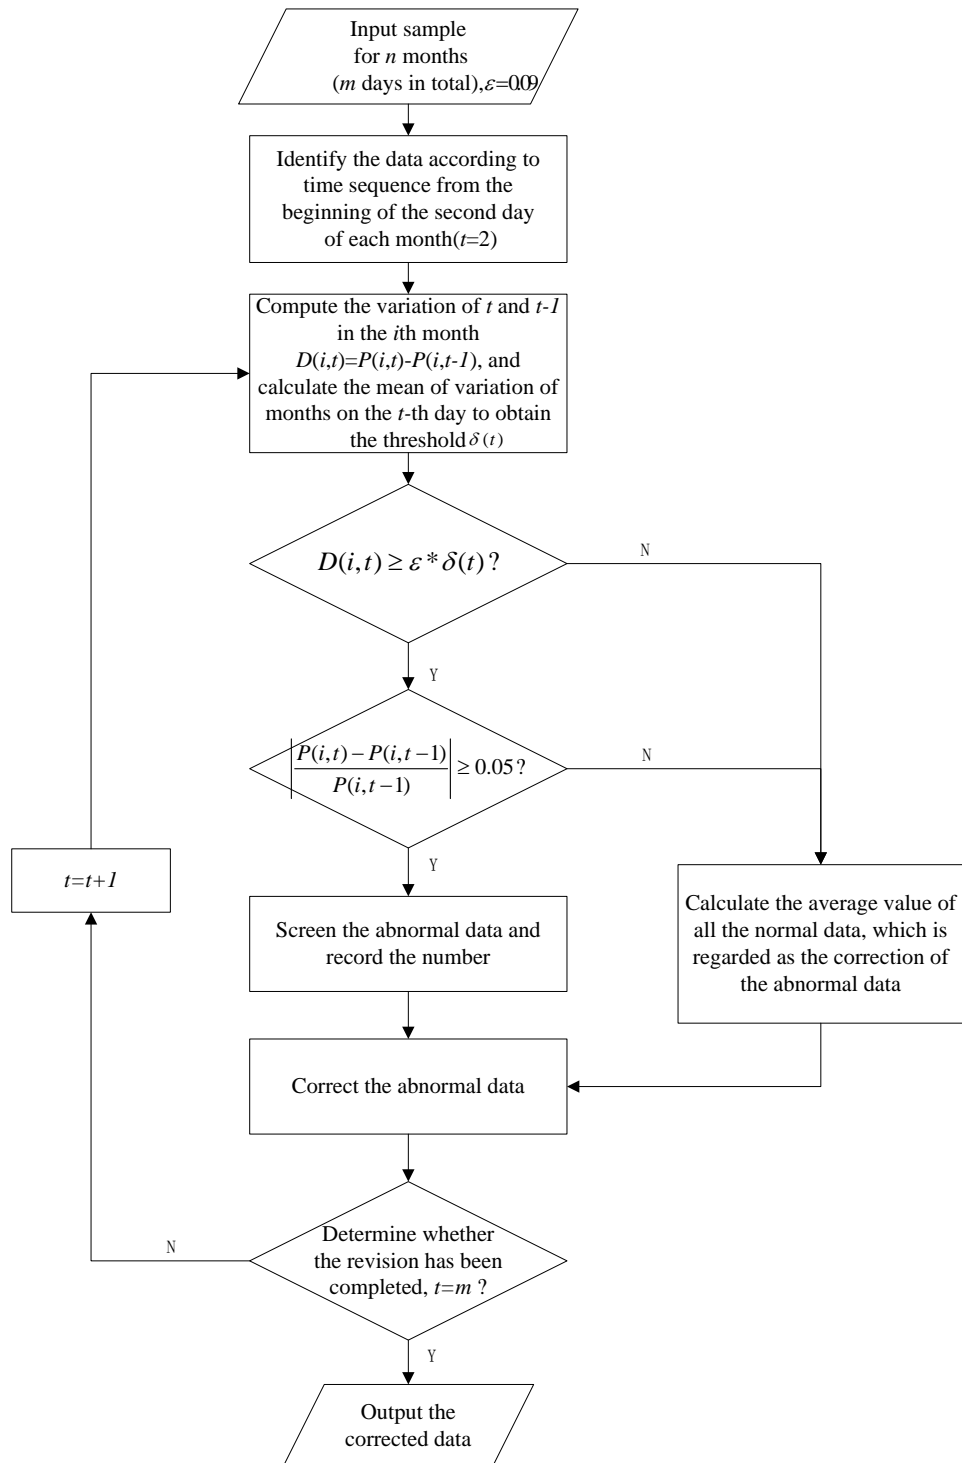 Input sample
for n months
(m days in total),ε=0.09
Identify the data according to
time sequence from the
beginning of the second day
of each month(t=2)
Compute the variation of t and t-1
in the ith month
D(i,t)=P(i,t)-P(i,t-1), and
calculate the mean of variation of
months on the t-th day to obtain
the threshold δ(t)
D(i,t) ≥ ε * δ(t) ?
N
Y
|P(i,t) − P(i,t−1) / P(i,t−1)| ≥ 0.05 ?
N
Y
t=t+1
Screen the abnormal data and
record the number
Calculate the average value of
all the normal data, which is
regarded as the correction of
the abnormal data
Correct the abnormal data
Determine whether
the revision has been
completed, t=m ?
N
Y
Output the
corrected data